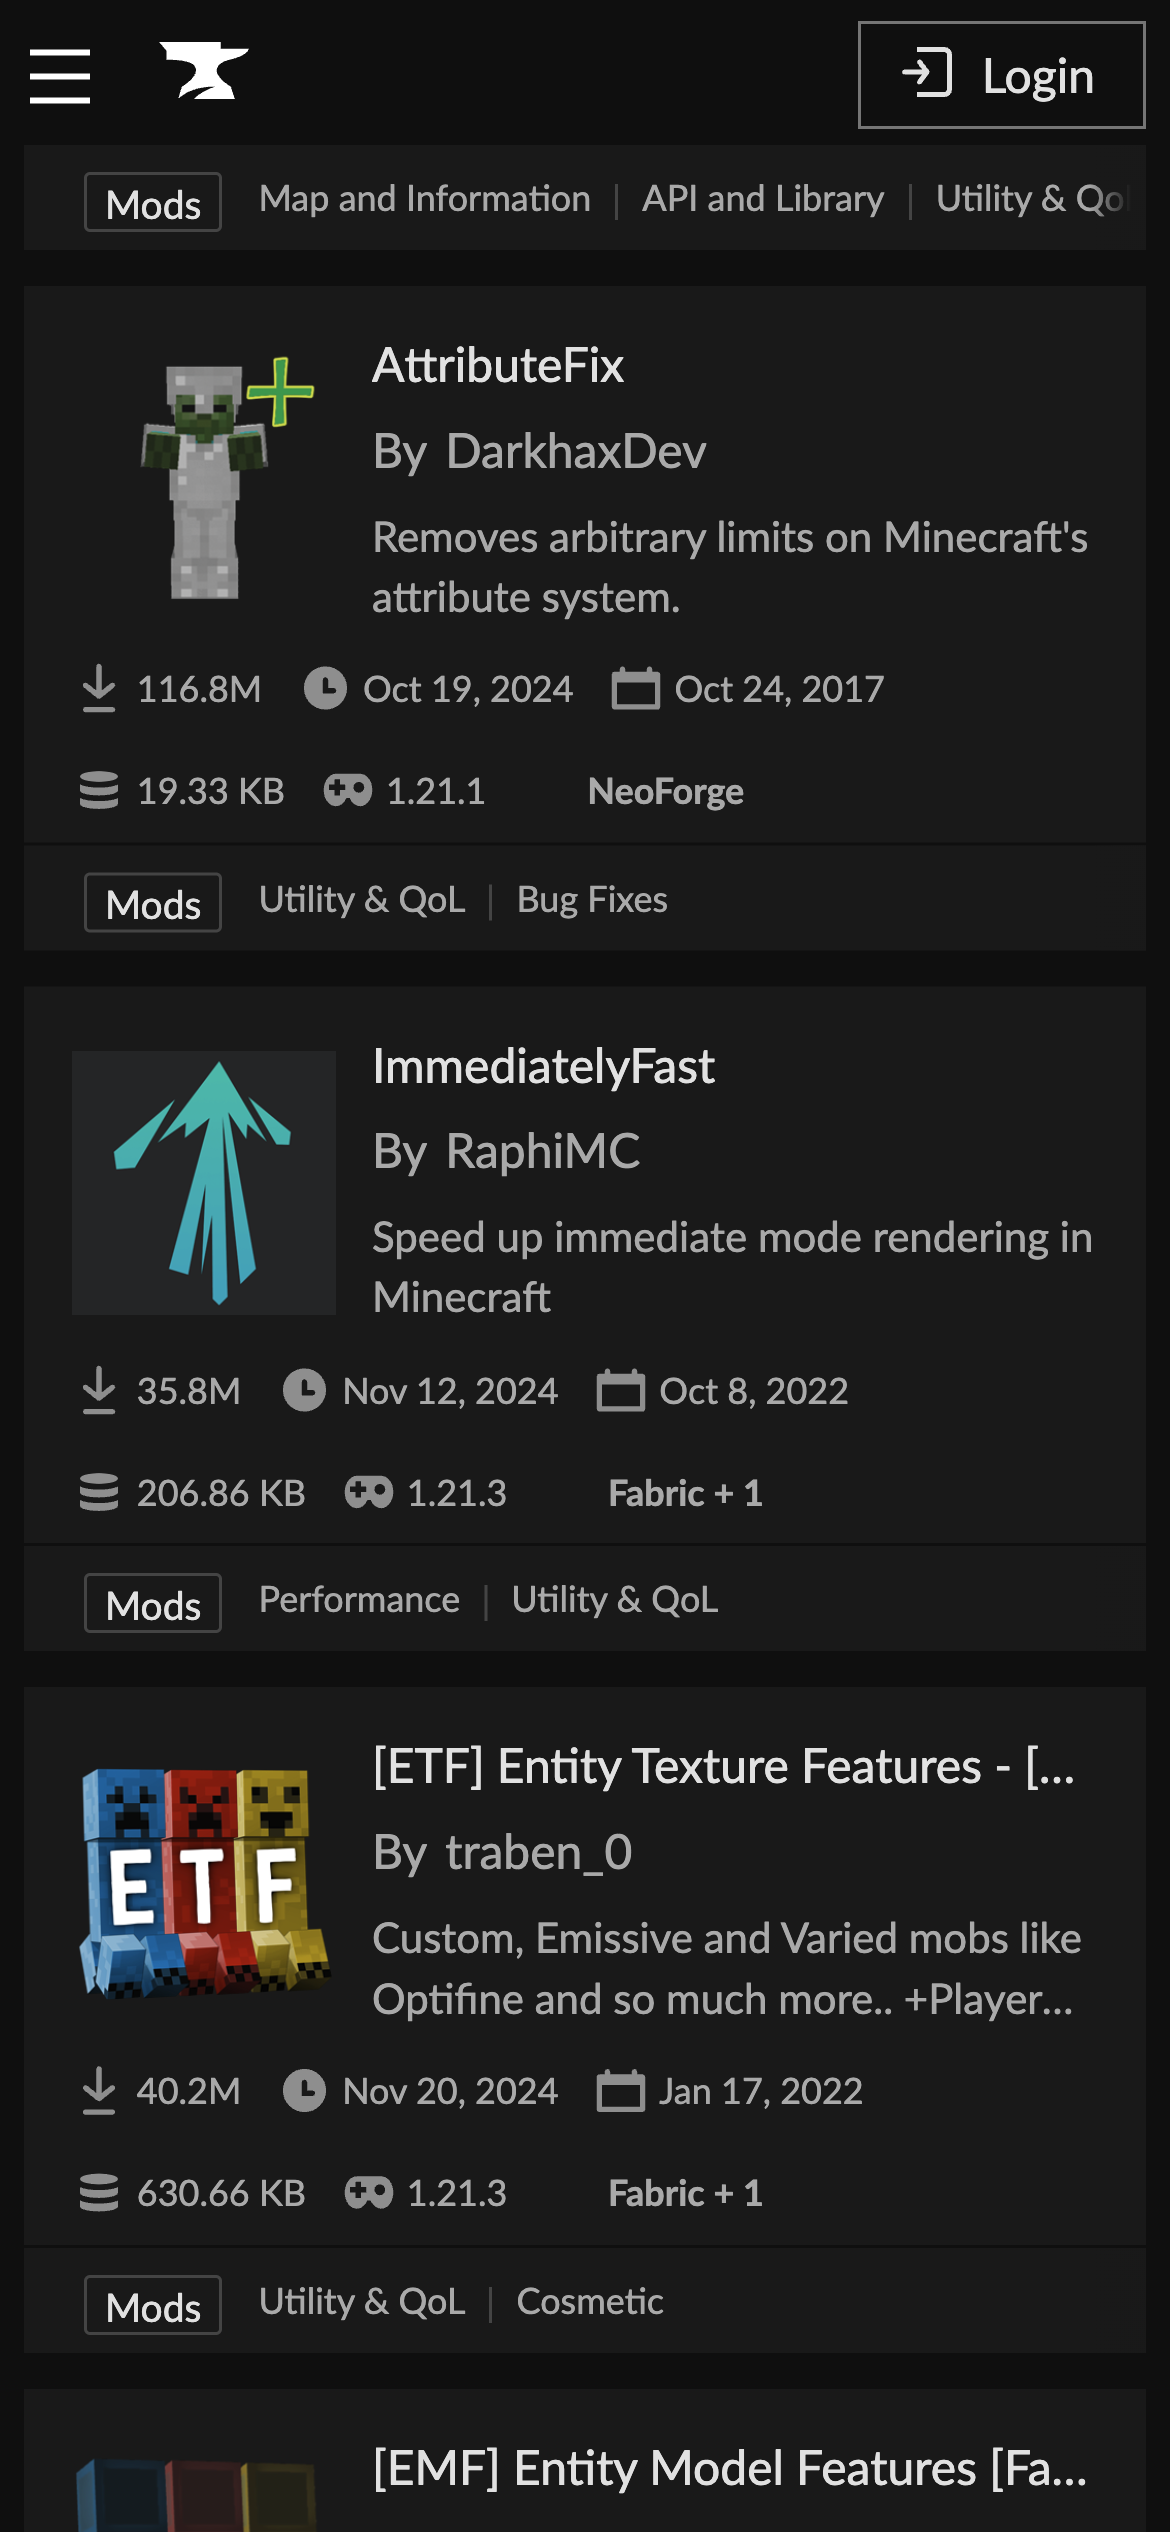 Login
Mods Map and Information | API and Library | Utility & Qo
AttributeFix
By DarkhaxDev
Removes arbitrary limits on Minecraft's
attribute system.
116.8M Oct 19, 2024 Oct 24, 2017
19.33 KB 1.21.1 NeoForge
Mods Utility & QoL | Bug Fixes
ImmediatelyFast
By RaphiMC
Speed up immediate mode rendering in
Minecraft
35.8M Nov 12, 2024 Oct 8, 2022
206.86 KB 1.21.3 Fabric + 1
Mods Performance | Utility & QoL
[ETF] Entity Texture Features - [...
By traben_0
ETF
Custom, Emissive and Varied mobs like
Optifine and so much more.. +Player...
40.2M Nov 20, 2024 Jan 17, 2022
630.66 KB 1.21.3 Fabric + 1
Mods Utility & QoL | Cosmetic
[EMF] Entity Model Features [Fa...